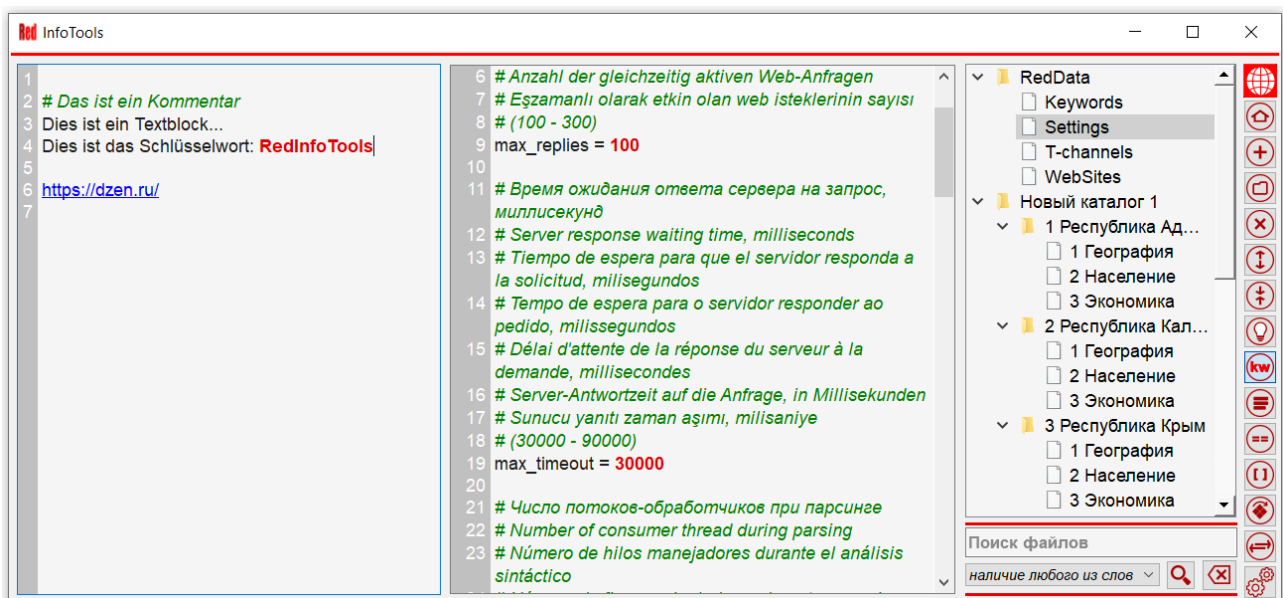 Red InfoTools
1
2 # Das ist ein Kommentar
3 Dies ist ein Textblock...
4 Dies ist das Schlüsselwort: RedInfoTools
5
6 https://dzen.ru/
7
6 # Anzahl der gleichzeitig aktiven Web-Anfragen
7 # Eşzamanlı olarak etkin olan web isteklerinin sayısı
8 # (100 - 300)
9 max_replies = 100
10
11 # Время ожидания ответа сервера на запрос,
миллисекунд
12 # Server response waiting time, milliseconds
13 # Tiempo de espera para que el servidor responda a
la solicitud, milisegundos
14 # Tempo de espera para o servidor responder ao
pedido, milissegundos
15 # Délai d'attente de la réponse du serveur à la
demande, millisecondes
16 # Server-Antwortzeit auf die Anfrage, in Millisekunden
17 # Sunucu yanıtı zaman aşımı, milisaniye
18 # (30000 - 90000)
19 max_timeout = 30000
20
21 # Число потоков-обработчиков при парсинге
22 # Number of consumer thread during parsing
23 # Número de hilos manejadores durante el análisis
sintáctico
RedData
Keywords
Settings
T-channels
WebSites
Новый каталог 1
1 Республика Ад...
1 География
2 Население
3 Экономика
2 Республика Кал...
1 География
2 Население
3 Экономика
3 Республика Крым
1 География
2 Население
3 Экономика
Поиск файлов
наличие любого из слов
kw
==
[ ]